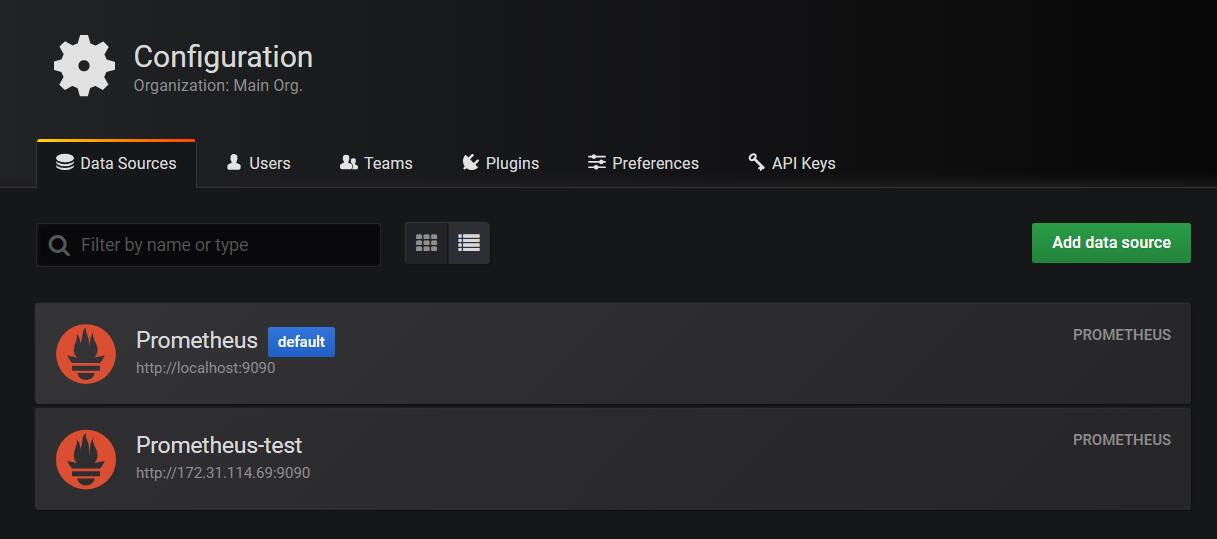 Configuration
Organization: Main Org.
Data Sources Users Teams Plugins Preferences API Keys
Filter by name or type Add data source
Prometheus default PROMETHEUS
http://localhost:9090
Prometheus-test PROMETHEUS
http://172.31.114.69:9090